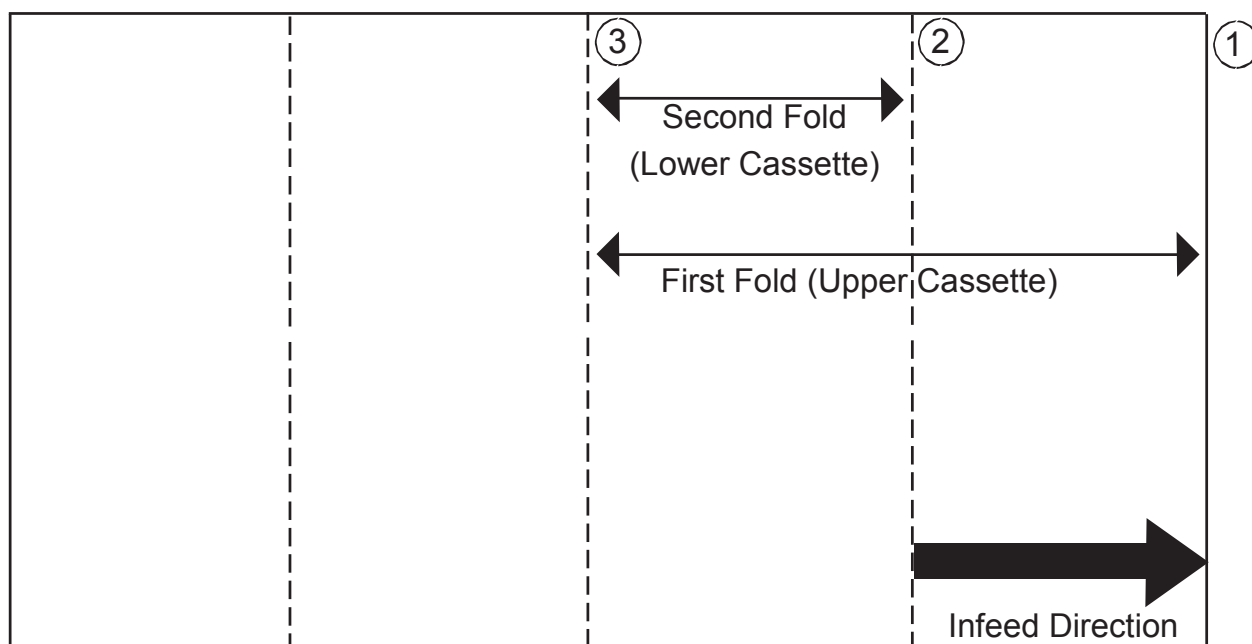 ③ ② ①
Second Fold
(Lower Cassette)
First Fold (Upper Cassette)
Infeed Direction